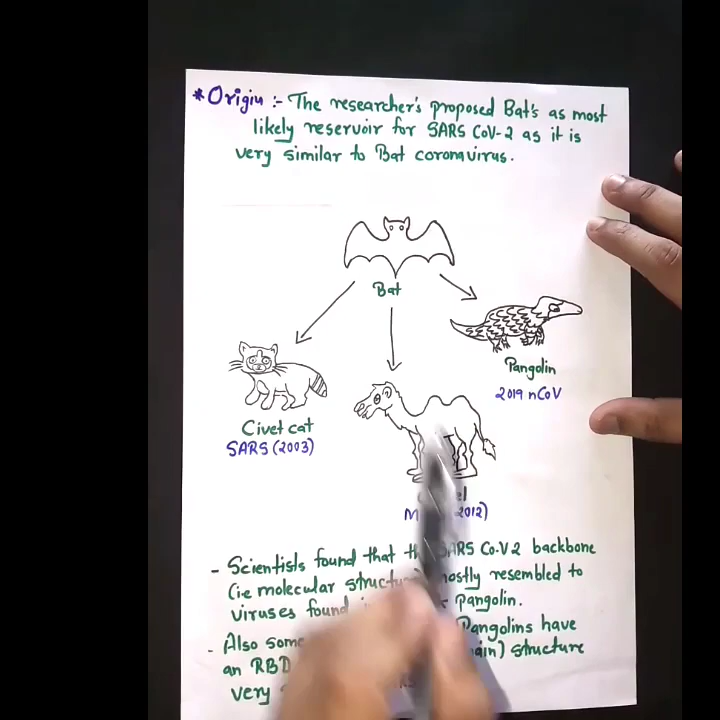 *Origin :- The researcher's proposed Bat's as most
likely reservoir for SARS CoV-2 as it is
very similar to Bat coronavirus.
Bat
Pangolin
2019 nCoV
Civet cat
SARS (2003)
2012)
- Scientists found that SARS Co.V2 backbone
(ie molecular mostly resembled to
viruses found Pangolin.
- Also some Pangolins have
an RBD structure
very